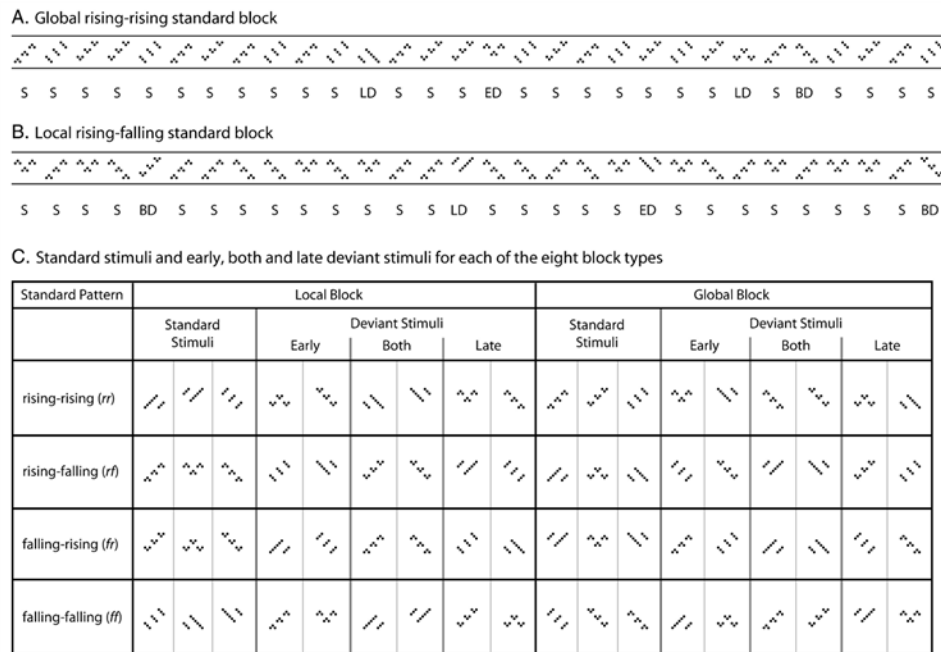 A. Global rising-rising standard block
S S S S S S S S S S S LD S S S ED S S S S S S S LD S BD S S S S
B. Local rising-falling standard block
S S S S BD S S S S S S S S S LD S S S S S ED S S S S S S S S BD
C. Standard stimuli and early, both and late deviant stimuli for each of the eight block types
Standard Pattern Local Block Global Block
Standard Stimuli Deviant Stimuli Standard Stimuli Deviant Stimuli
Early Both Late Early Both Late
rising-rising (rr)
rising-falling (rf)
falling-rising (fr)
falling-falling (ff)